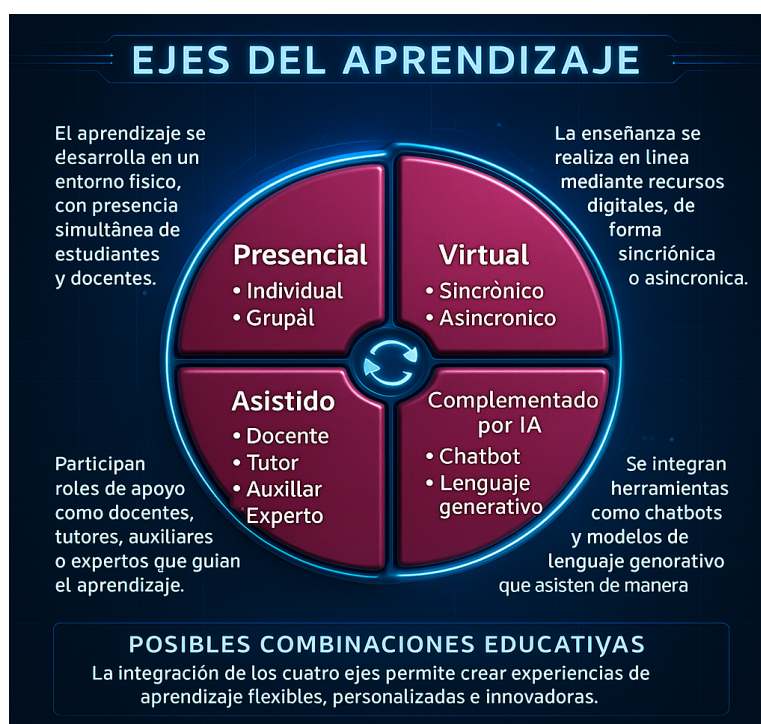 EJES DEL APRENDIZAJE
El aprendizaje se
desarrolla en un
entorno fisico,
con presencia
simultânea de
estudiantes
y docentes.
La enseñanza se
realiza en linea
mediante recursos
digitales, de
forma
sincriónica
o asincronica.
Presencial
• Individual
• Grupàl
Virtual
• Sincrònico
• Asincronico
Asistido
• Docente
• Tutor
• Auxillar
Experto
Complementado
por IA
• Chatbot
• Lenguaje
generativo
Participan
roles de apoyo
como docentes,
tutores, auxiliares
o expertos que guian
el aprendizaje.
Se integran
herramientas
como chatbots
y modelos de
lenguaje genorativo
que asisten de manera
POSIBLES COMBINACIONES EDUCATIVAS
La integración de los cuatro ejes permite crear experiencias de
aprendizaje flexibles, personalizadas e innovadoras.